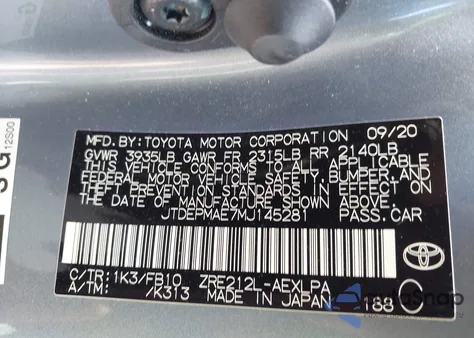 MFD. BY: TOYOTA MOTOR CORPORATION 09/20
GVWR 3935LB GAWR FR 2315LB RR 2140LB
THIS VEHICLE CONFORMS TO ALL APPLICABLE
FEDERAL MOTOR VEHICLE SAFETY, BUMPER, AND
THEFT PREVENTION STANDARDS IN EFFECT ON
THE DATE OF MANUFACTURE SHOWN ABOVE.
JTDEPMAE7MJ145281 PASS.CAR
C/TR: 1K3/FB10 ZRE212L-AEXLPA
A/TM: /K313 MADE IN JAPAN 188
12S00
AutoSnap